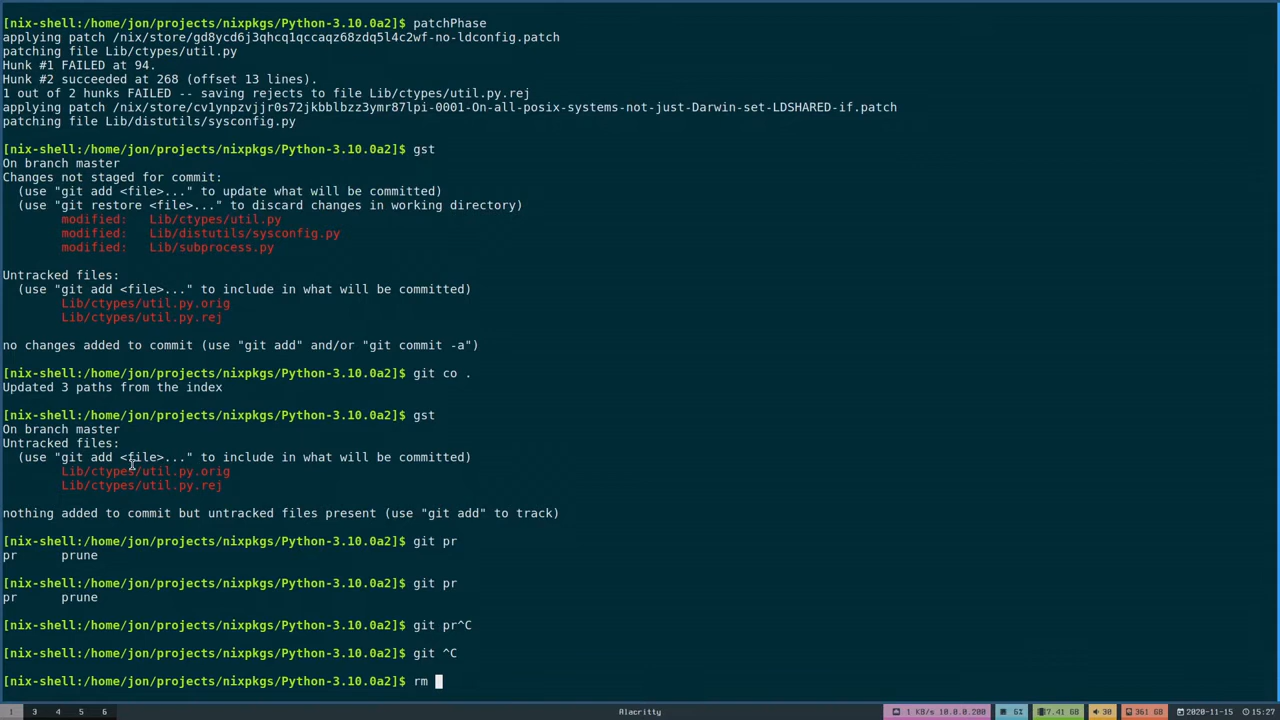 [nix-shell:/home/jon/projects/nixpkgs/Python-3.10.0a2]$ patchPhase
applying patch /nix/store/gd8ycd6j3qhcq1qccaqz68zdq5l4c2wf-no-ldconfig.patch
patching file Lib/ctypes/util.py
Hunk #1 FAILED at 94.
Hunk #2 succeeded at 268 (offset 13 lines).
1 out of 2 hunks FAILED -- saving rejects to file Lib/ctypes/util.py.rej
applying patch /nix/store/cv1ynpzvjjr0s72jkbblbzz3ymr87lpi-0001-On-all-posix-systems-not-just-Darwin-set-LDSHARED-if.patch
patching file Lib/distutils/sysconfig.py
[nix-shell:/home/jon/projects/nixpkgs/Python-3.10.0a2]$ gst
On branch master
Changes not staged for commit:
(use "git add <file>..." to update what will be committed)
(use "git restore <file>..." to discard changes in working directory)
modified:   Lib/ctypes/util.py
modified:   Lib/distutils/sysconfig.py
modified:   Lib/subprocess.py
Untracked files:
(use "git add <file>..." to include in what will be committed)
Lib/ctypes/util.py.orig
Lib/ctypes/util.py.rej
no changes added to commit (use "git add" and/or "git commit -a")
[nix-shell:/home/jon/projects/nixpkgs/Python-3.10.0a2]$ git co .
Updated 3 paths from the index
[nix-shell:/home/jon/projects/nixpkgs/Python-3.10.0a2]$ gst
On branch master
Untracked files:
(use "git add <file>..." to include in what will be committed)
Lib/ctypes/util.py.orig
Lib/ctypes/util.py.rej
nothing added to commit but untracked files present (use "git add" to track)
[nix-shell:/home/jon/projects/nixpkgs/Python-3.10.0a2]$ git pr
pr      prune
[nix-shell:/home/jon/projects/nixpkgs/Python-3.10.0a2]$ git pr
pr      prune
[nix-shell:/home/jon/projects/nixpkgs/Python-3.10.0a2]$ git pr^C
[nix-shell:/home/jon/projects/nixpkgs/Python-3.10.0a2]$ git ^C
[nix-shell:/home/jon/projects/nixpkgs/Python-3.10.0a2]$ rm
1 3 4 5 6 Alacritty 1 KB/s 10.0.0.200 6% 7.41 GB 30 361 GB 2020-11-15 15:27